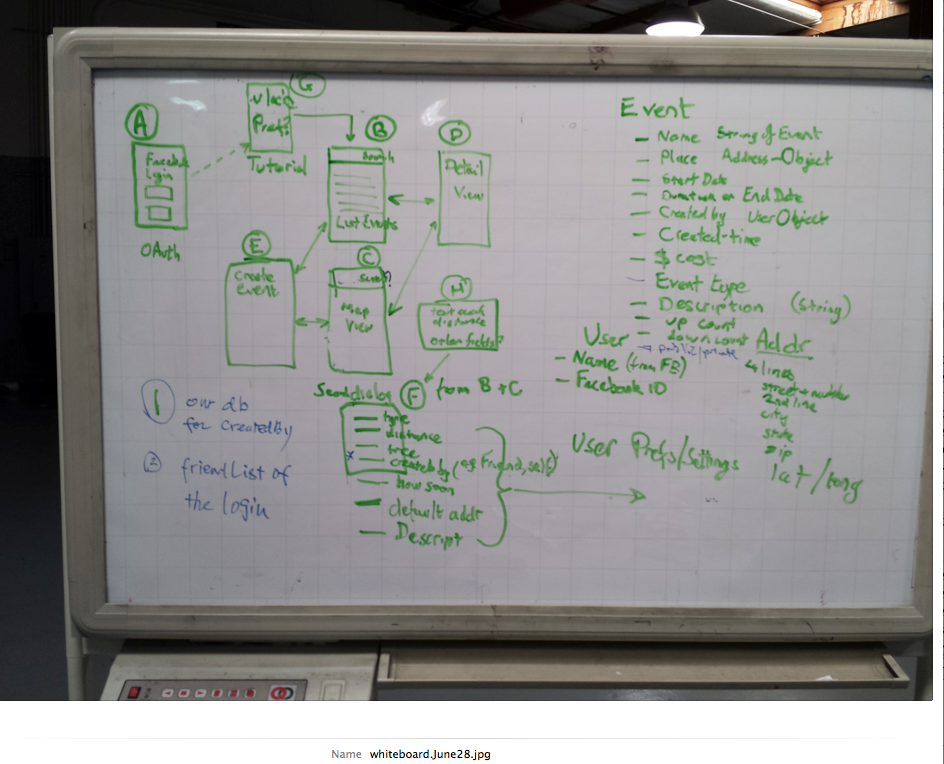 G
A
Prefs?
Tutorial
B
D
Facebook
Login
OAuth
Search
List Events
Detail
View
E
Create
Event
C
Search?
Map
View
H
text each
distance
order fields?
Search dialog
F
from B + C
type
distance
free
* created by (eg Friend, self)
How soon
default addr
Descript
1
our db
for Created by
2
friend List of
the login
Event
– Name String of Event
– Place Address-Object
– Start Date
– Duration or End Date
– Created by User Object
– Created-time
– $ cost
– Event type
– Description (String)
– up count
– down count
public/private
User
– Name (from FB)
– Facebook ID
Addr
4 lines
street + number
2nd line
city
state
zip
lat/long
User Prefs/Settings
Name whiteboard.June28.jpg